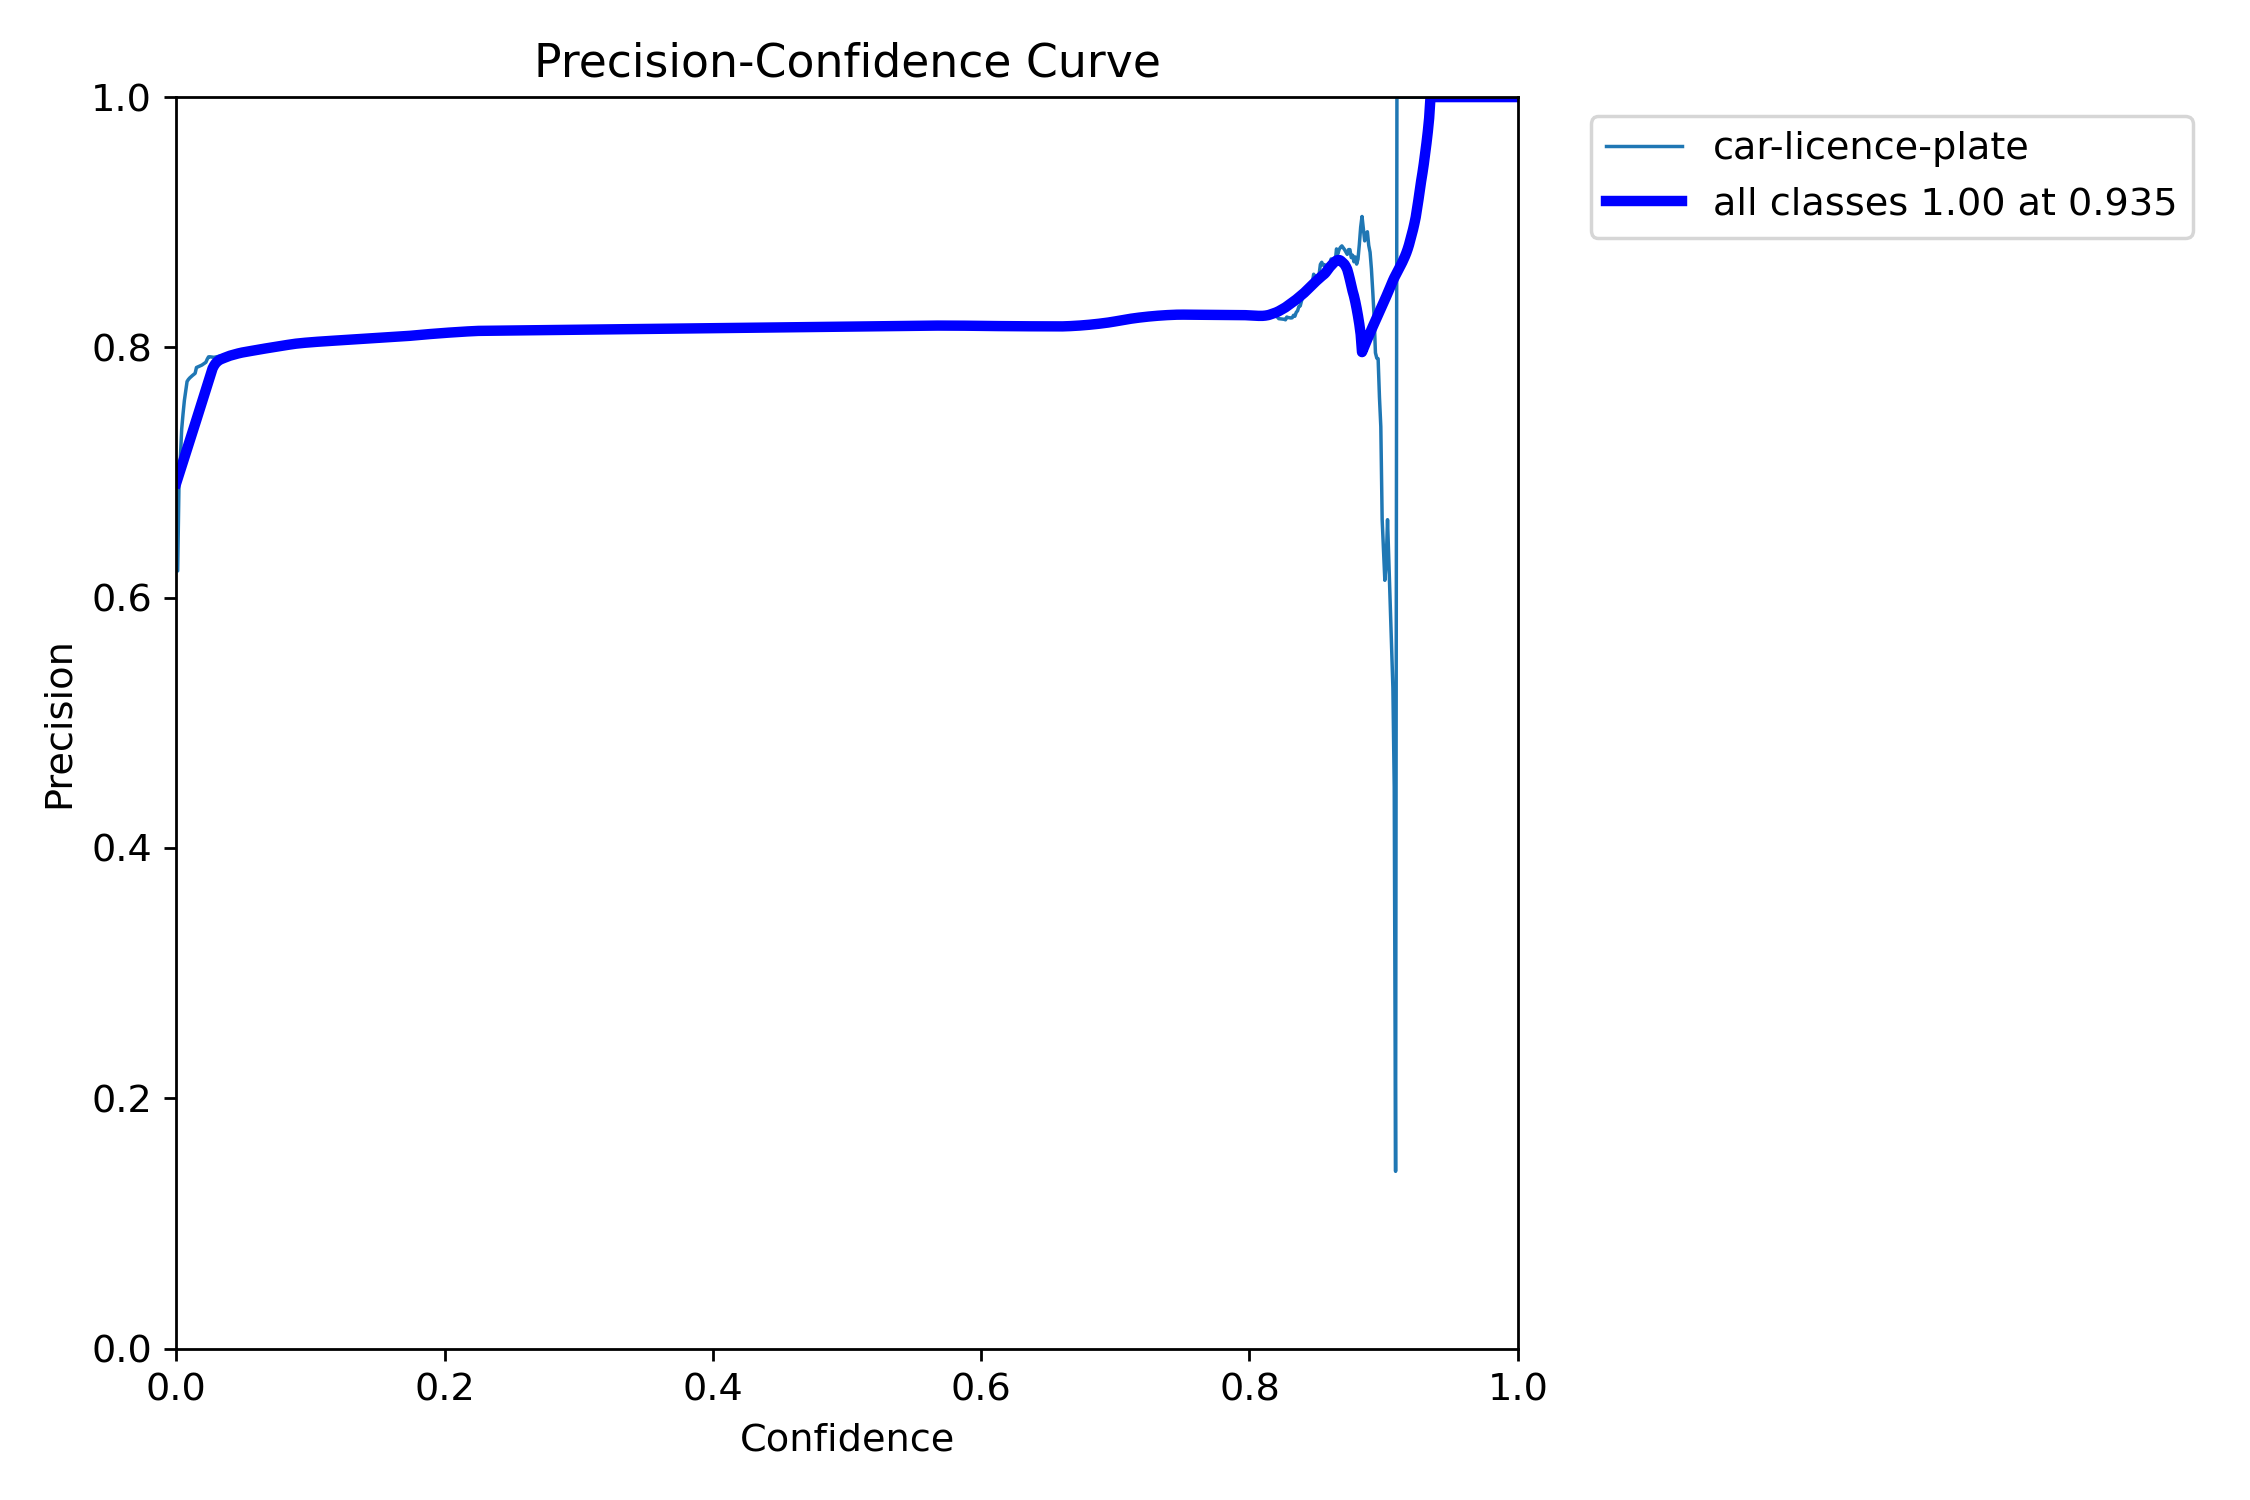 Precision-Confidence Curve
1.0
0.8
0.6
0.4
0.2
0.0
Precision
0.0 0.2 0.4 0.6 0.8 1.0
Confidence
car-licence-plate
all classes 1.00 at 0.935